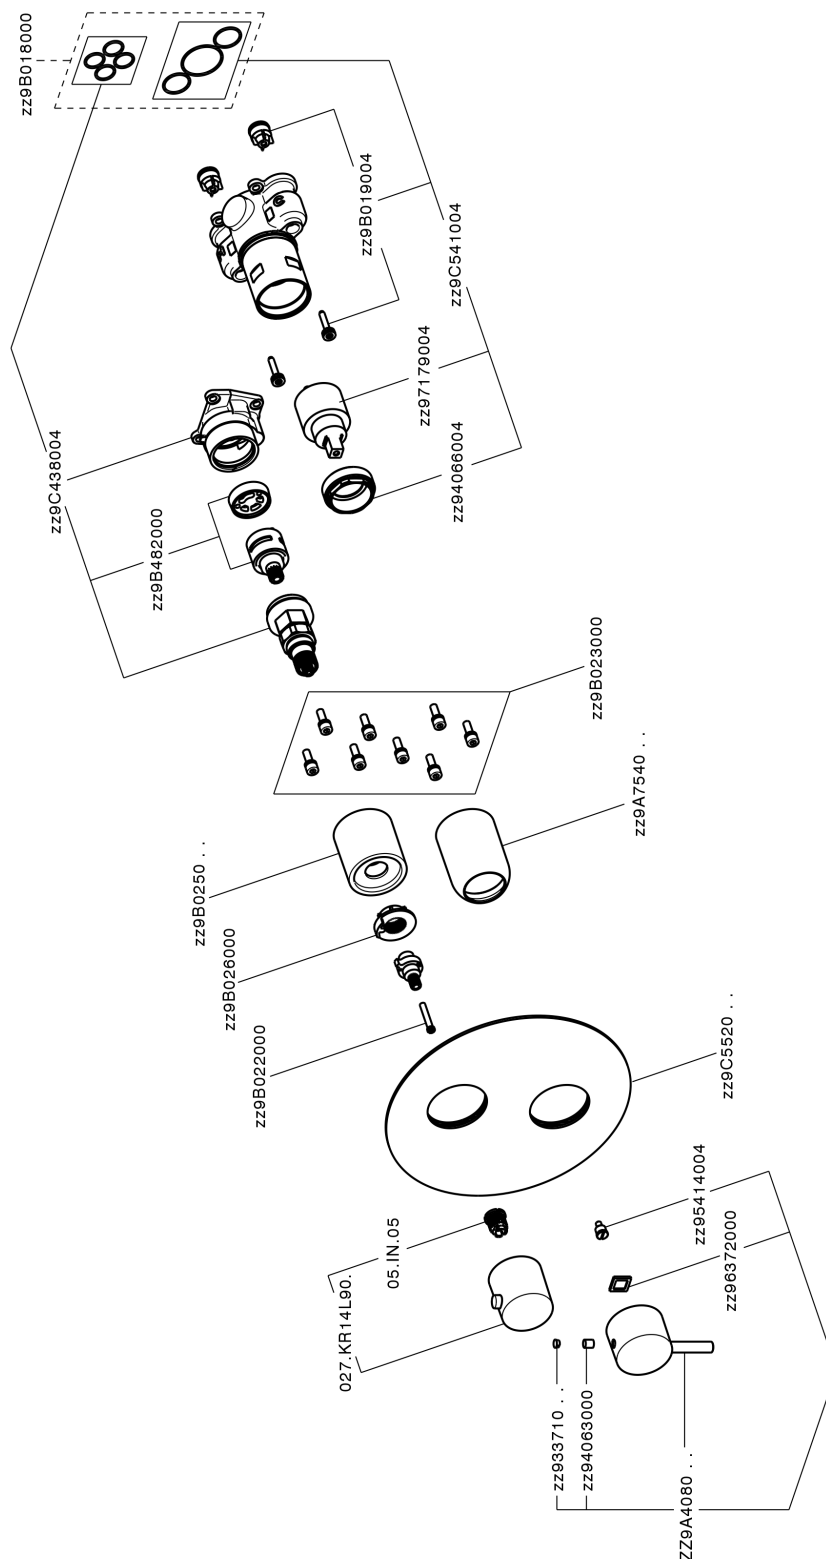 zz9B018000
zz9B019004
zz9C541004
zz97179004
zz9C438004
zz94066004
zz9B482000
zz9B023000
zz9A7540 . .
zz9B0250 . .
zz9B026000
zz9B022000
zz9C5520 . .
zz95414004
05.IN.05
zz96372000
027.KR14L90.
zz933710 . .
zz94063000
ZZ9A4080 . .